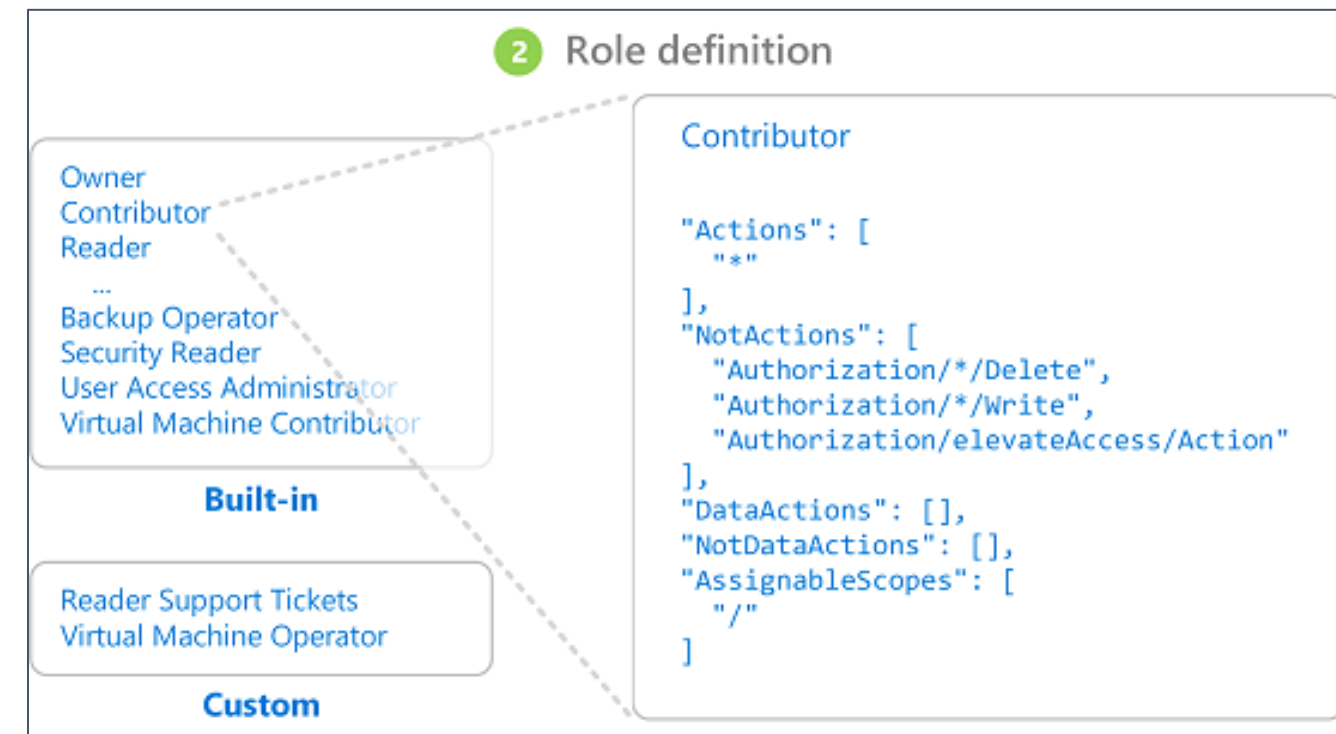 2 Role definition
Owner
Contributor
Reader
...
Backup Operator
Security Reader
User Access Administrator
Virtual Machine Contributor
Built-in
Reader Support Tickets
Virtual Machine Operator
Custom
Contributor
"Actions": [
"*"
],
"NotActions": [
"Authorization/*/Delete",
"Authorization/*/Write",
"Authorization/elevateAccess/Action"
],
"DataActions": [],
"NotDataActions": [],
"AssignableScopes": [
"/"
]